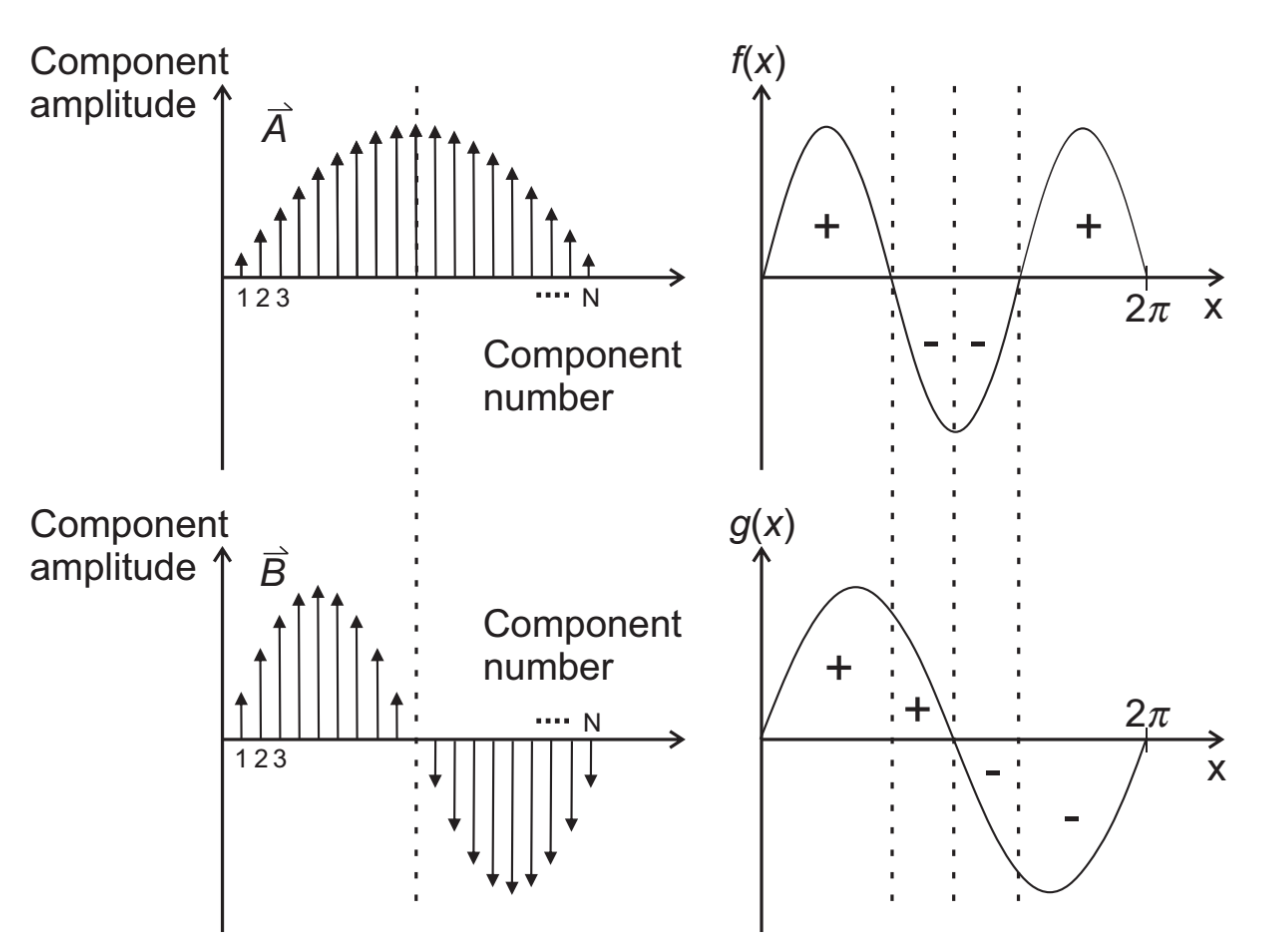 Component
amplitude
A
1 2 3
.... N
Component
number
f(x)
+
+
-
-
2π
x
Component
amplitude
B
Component
number
.... N
1 2 3
g(x)
+
+
2π
-
x
-